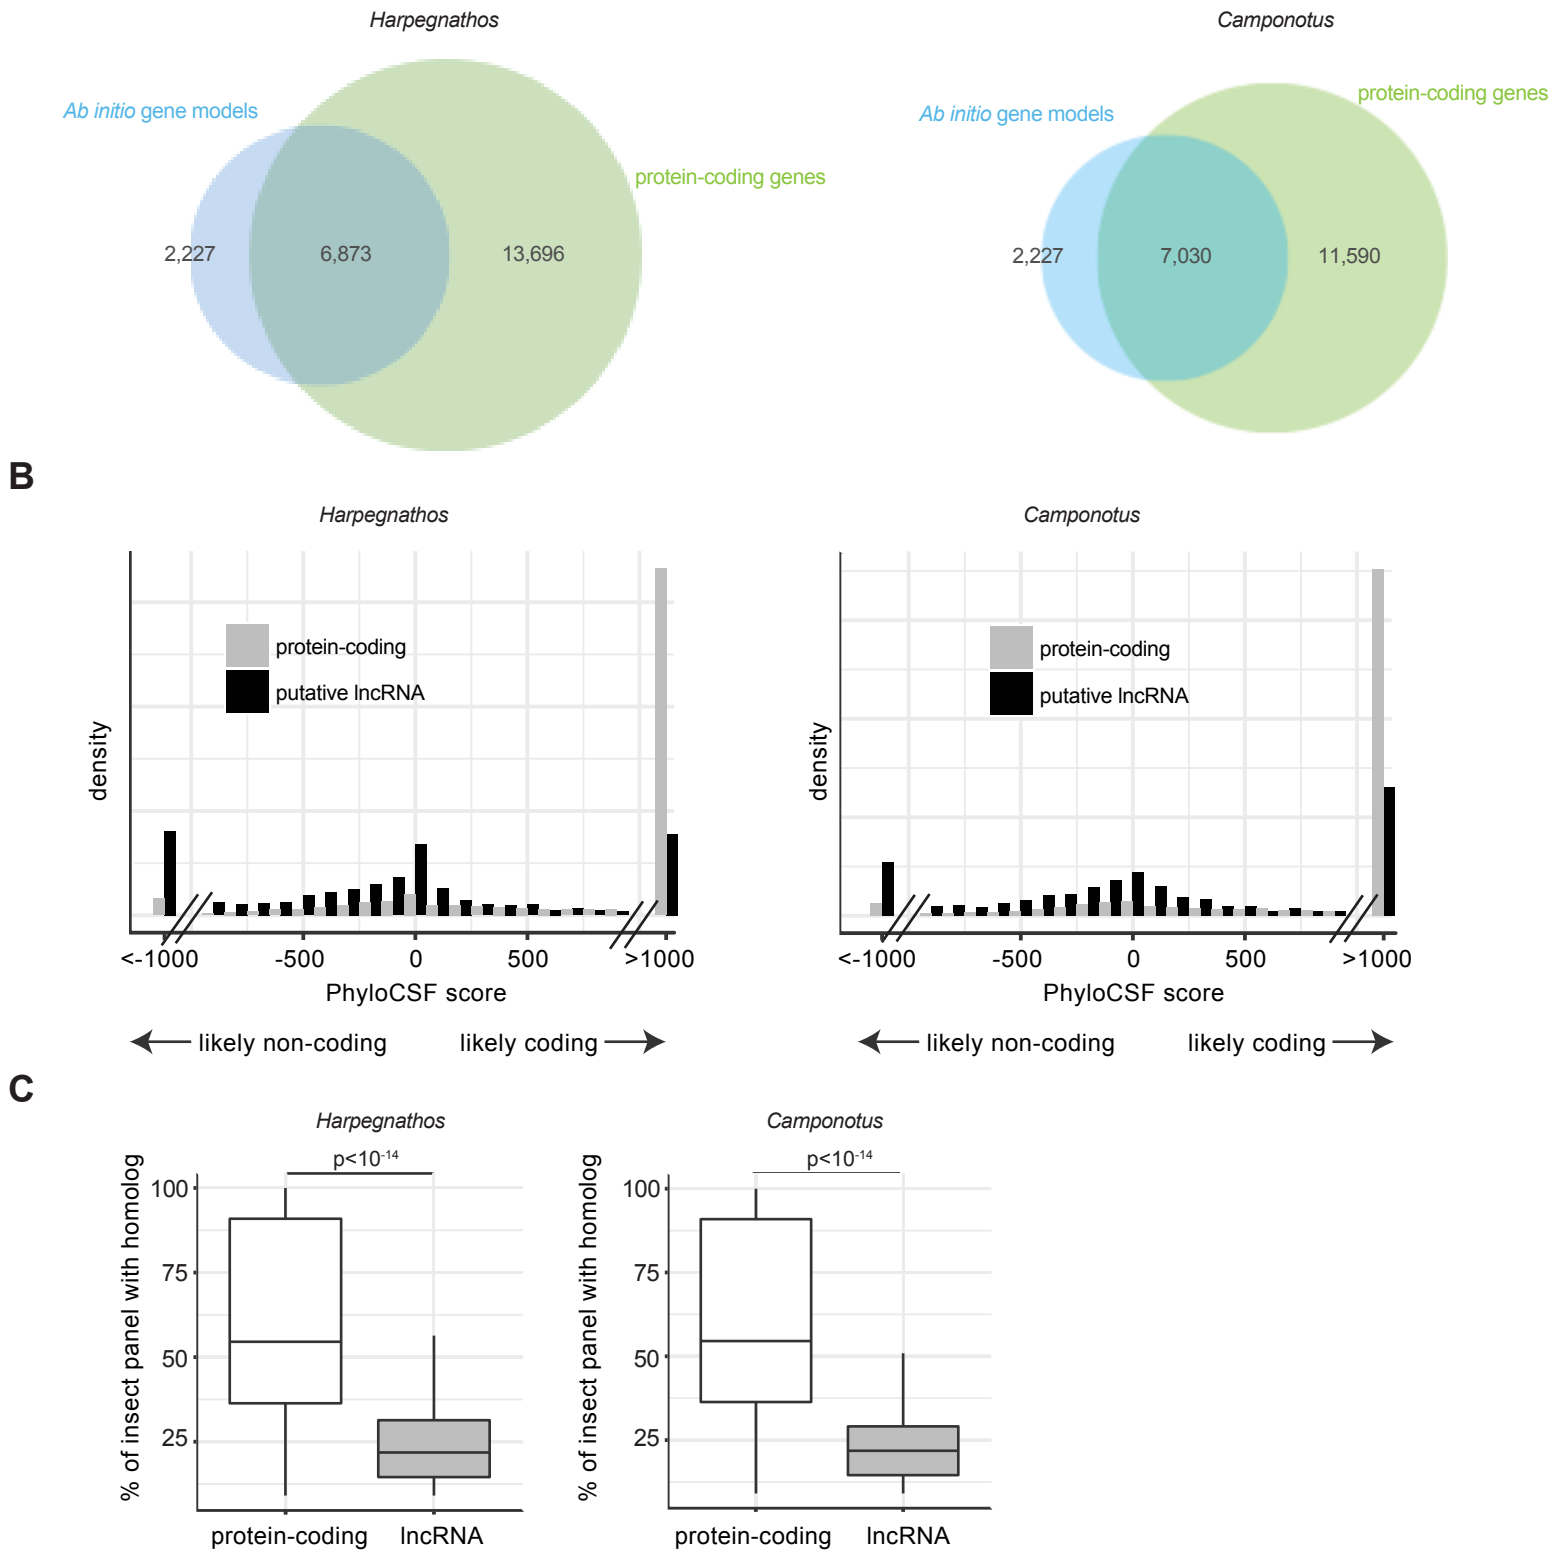 Harpegnathos
Camponotus
Ab initio gene models
protein-coding genes
2,227
6,873
13,696
Ab initio gene models
protein-coding genes
2,227
7,030
11,590
B
Harpegnathos
protein-coding
putative lncRNA
density
<-1000
-500
0
500
>1000
PhyloCSF score
likely non-coding
likely coding
Camponotus
protein-coding
putative lncRNA
density
<-1000
-500
0
500
>1000
PhyloCSF score
likely non-coding
likely coding
C
Harpegnathos
p<10-14
% of insect panel with homolog
100
75
50
25
protein-coding
lncRNA
Camponotus
p<10-14
% of insect panel with homolog
100
75
50
25
protein-coding
lncRNA